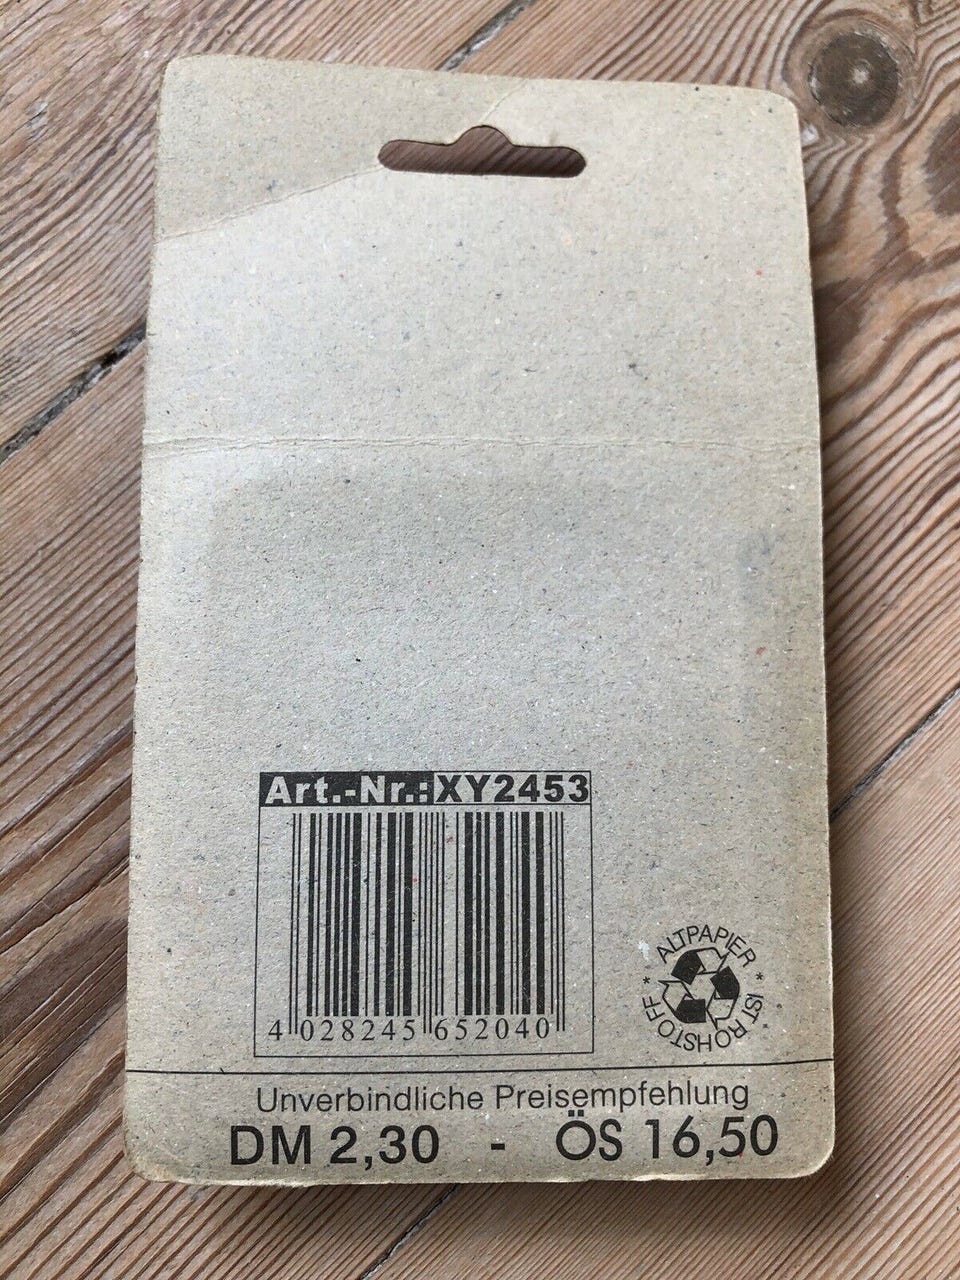 Art.-Nr.:XY2453
4 028245 652040
ALTPAPIER * IST ROHSTOFF *
Unverbindliche Preisempfehlung
DM 2,30 - ÖS 16,50